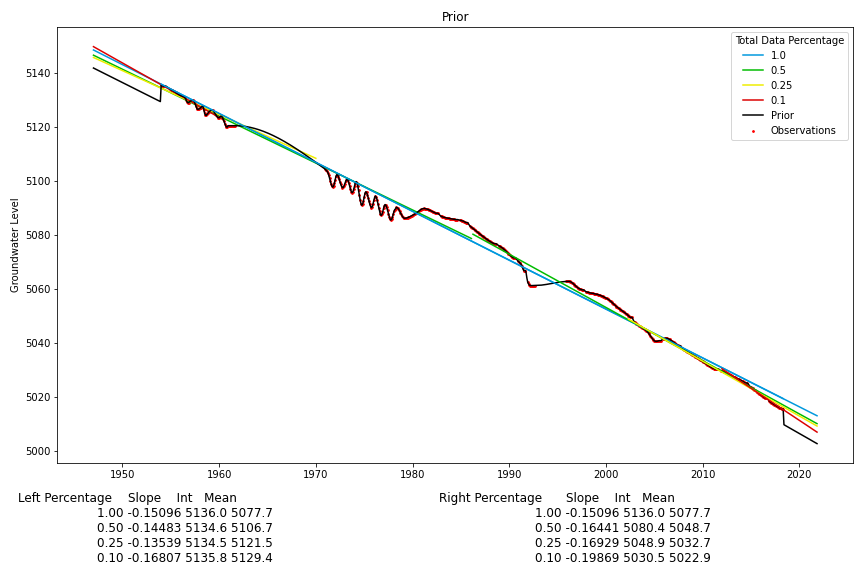 Prior
Total Data Percentage
1.0
0.5
0.25
0.1
Prior
Observations
Groundwater Level
5140
5120
5100
5080
5060
5040
5020
5000
1950 1960 1970 1980 1990 2000 2010 2020
Left Percentage Slope Int Mean
1.00 -0.15096 5136.0 5077.7
0.50 -0.14483 5134.6 5106.7
0.25 -0.13539 5134.5 5121.5
0.10 -0.16807 5135.8 5129.4
Right Percentage Slope Int Mean
1.00 -0.15096 5136.0 5077.7
0.50 -0.16441 5080.4 5048.7
0.25 -0.16929 5048.9 5032.7
0.10 -0.19869 5030.5 5022.9